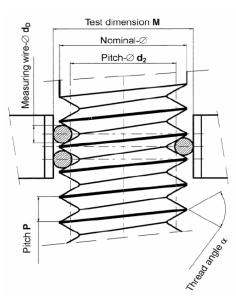 Test dimension M
Nominal-Ø
Pitch-Ø d2
Measuring wire-Ø dD
Pitch P
Thread angle α